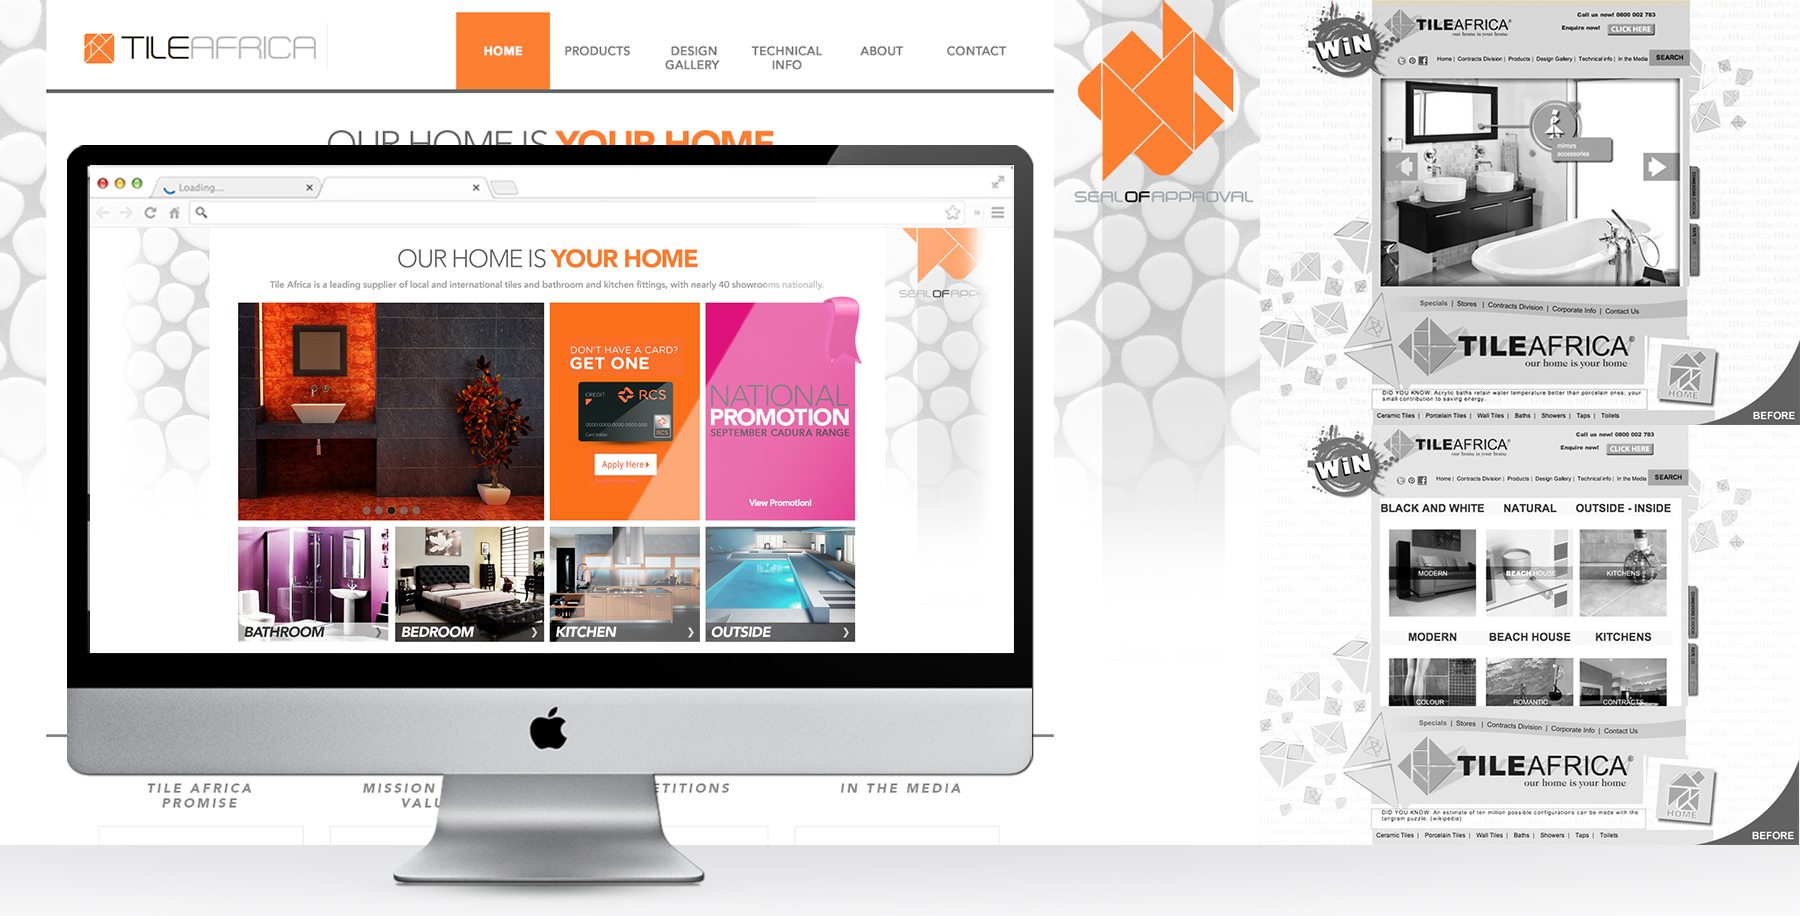 TILEAFRICA
HOME
PRODUCTS
DESIGN
GALLERY
TECHNICAL
INFO
ABOUT
CONTACT
OUR HOME IS YOUR HOME
Loading...
OUR HOME IS YOUR HOME
Tile Africa is a leading supplier of local and international tiles and bathroom and kitchen fittings, with nearly 40 showrooms nationally.
SEALOFAPP
DON'T HAVE A CARD?
GET ONE
CREDIT
RCS
0000 0000 0000 0000 000
Card Holder
RCS
Apply Here
NATIONAL
PROMOTION
SEPTEMBER CADURA RANGE
View Promotion!
BATHROOM
BEDROOM
KITCHEN
OUTSIDE
TILE AFRICA
PROMISE
MISSION
VALU
ETITIONS
IN THE MEDIA
SEALOFAPPROVAL
WiN
TILEAFRICA®
our home is your home
Call us now! 0800 002 783
Enquire now! CLICK HERE
Home | Contracts Division | Products | Design Gallery | Technical info | In the Media
SEARCH
mirrors
accessories
Specials | Stores | Contracts Division | Corporate Info | Contact Us
TILEAFRICA®
our home is your home
HOME
DID YOU KNOW: Acrylic baths retain water temperature better than porcelain ones; your
small contribution to saving energy.
Ceramic Tiles | Porcelain Tiles | Wall Tiles | Baths | Showers | Taps | Toilets
BEFORE
WiN
TILEAFRICA®
our home is your home
Call us now! 0800 002 783
Enquire now! CLICK HERE
Home | Contracts Division | Products | Design Gallery | Technical info | In the Media
SEARCH
BLACK AND WHITE
NATURAL
OUTSIDE - INSIDE
MODERN
BEACH HOUSE
KITCHENS
MODERN
BEACH HOUSE
KITCHENS
COLOUR
ROMANTIC
CONTRACTS
Specials | Stores | Contracts Division | Corporate Info | Contact Us
TILEAFRICA®
our home is your home
HOME
DID YOU KNOW: An estimate of ten million possible configurations can be made with the
tangram puzzle. (wikipedia)
Ceramic Tiles | Porcelain Tiles | Wall Tiles | Baths | Showers | Taps | Toilets
BEFORE